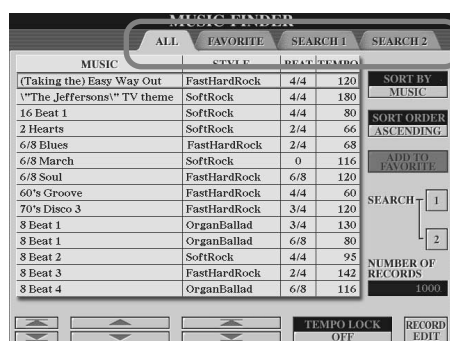 MUSIC FINDER
ALL FAVORITE SEARCH 1 SEARCH 2
MUSIC STYLE BEAT TEMPO
(Taking the) Easy Way Out FastHardRock 4/4 120
\"The Jeffersons\" TV theme SoftRock 4/4 180
16 Beat 1 SoftRock 4/4 80
2 Hearts SoftRock 2/4 66
6/8 Blues FastHardRock 2/4 68
6/8 March SoftRock 0 116
6/8 Soul FastHardRock 6/8 120
60's Groove FastHardRock 4/4 60
70's Disco 3 FastHardRock 3/4 120
8 Beat 1 OrganBallad 3/4 130
8 Beat 1 OrganBallad 6/8 80
8 Beat 2 SoftRock 4/4 95
8 Beat 3 FastHardRock 2/4 142
8 Beat 4 OrganBallad 6/8 116
SORT BY
MUSIC
SORT ORDER
ASCENDING
ADD TO
FAVORITE
SEARCH 1
2
NUMBER OF
RECORDS
1000
TEMPO LOCK
OFF
RECORD
EDIT